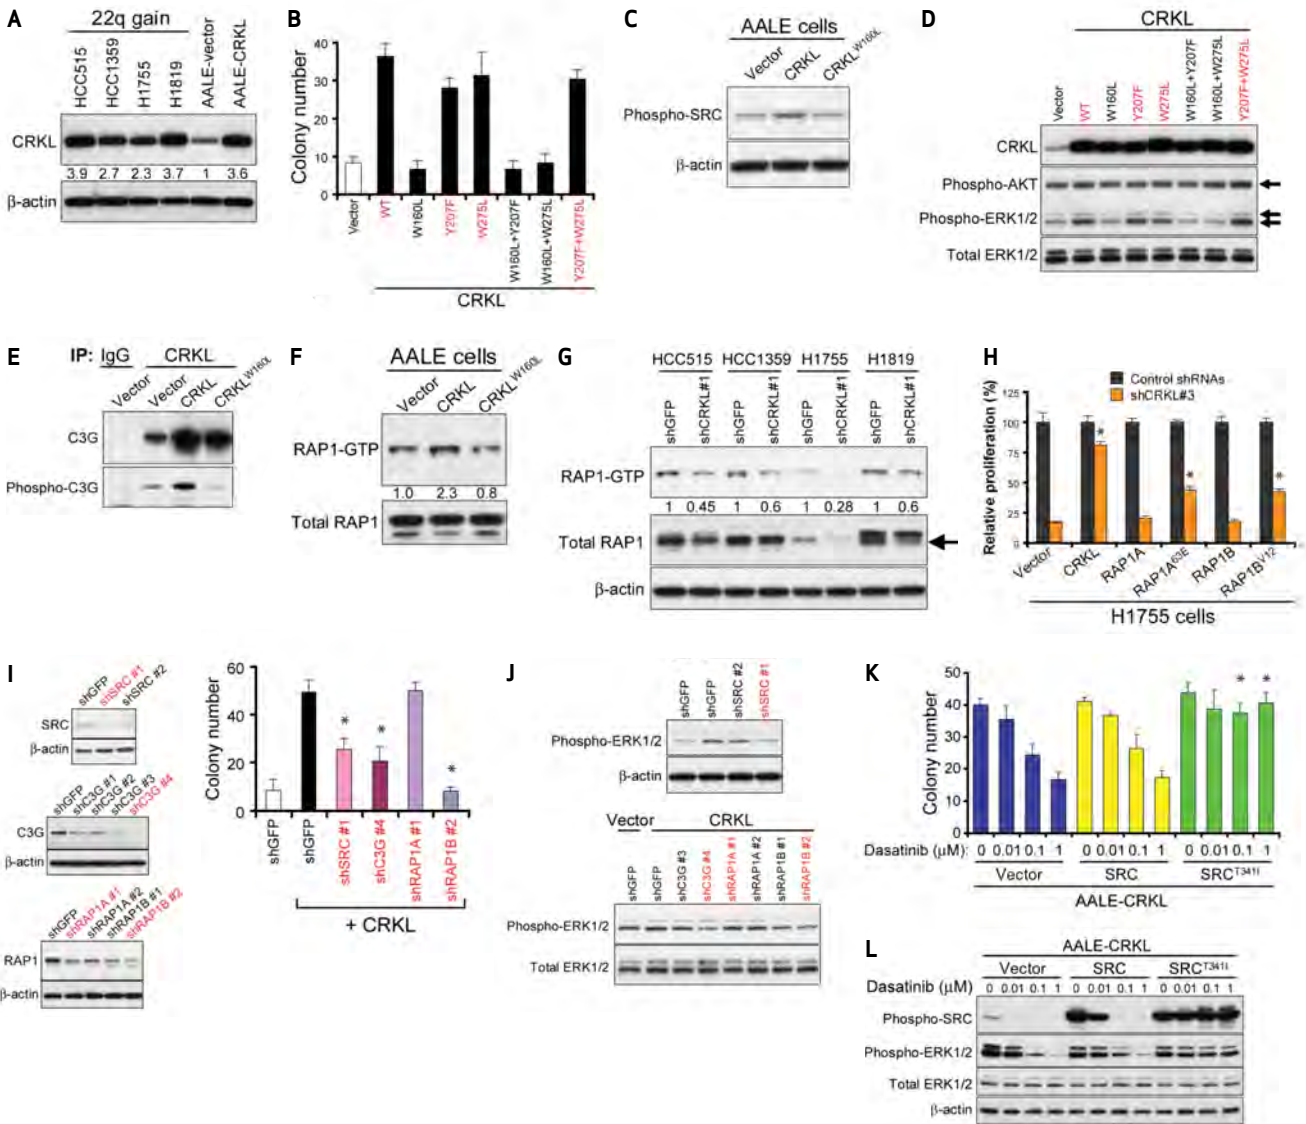 A
22q gain
HCC515
HCC1359
H1755
H1819
AALE-vector
AALE-CRKL
CRKL
3.9 2.7 2.3 3.7 1 3.6
β-actin
B
Colony number
40
30
20
10
0
Vector
WT
W160L
Y207F
W275L
W160L+Y207F
W160L+W275L
Y207F+W275L
CRKL
C
AALE cells
Vector
CRKL
CRKLW160L
Phospho-SRC
β-actin
D
CRKL
Vector
WT
W160L
Y207F
W275L
W160L+Y207F
W160L+W275L
Y207F+W275L
CRKL
Phospho-AKT
Phospho-ERK1/2
Total ERK1/2
E
IP: IgG CRKL
Vector
Vector
CRKL
CRKLW160L
C3G
Phospho-C3G
F
AALE cells
Vector
CRKL
CRKLW160L
RAP1-GTP
1.0 2.3 0.8
Total RAP1
G
HCC515 HCC1359 H1755 H1819
shGFP
shCRKL#1
shGFP
shCRKL#1
shGFP
shCRKL#1
shGFP
shCRKL#1
RAP1-GTP
1 0.45 1 0.6 1 0.28 1 0.6
Total RAP1
β-actin
H
Relative proliferation (%)
125
100
75
50
25
0
Control shRNAs
shCRKL#3
*
*
*
Vector
CRKL
RAP1A
RAP1A63E
RAP1B
RAP1BV12
H1755 cells
I
shGFP
shSRC #1
shSRC #2
SRC
β-actin
shGFP
shC3G #1
shC3G #2
shC3G #3
shC3G #4
C3G
β-actin
shGFP
shRAP1A #1
shRAP1A #2
shRAP1B #1
shRAP1B #2
RAP1
β-actin
Colony number
60
40
20
0
*
*
*
shGFP
shGFP
shSRC #1
shC3G #4
shRAP1A #1
shRAP1B #2
+ CRKL
J
shGFP
shGFP
shSRC #2
shSRC #1
Phospho-ERK1/2
β-actin
Vector CRKL
shGFP
shGFP
shC3G #3
shC3G #4
shRAP1A #1
shRAP1A #2
shRAP1B #1
shRAP1B #2
Phospho-ERK1/2
Total ERK1/2
K
Colony number
50
40
30
20
10
0
* *
Dasatinib (μM): 0 0.01 0.1 1 0 0.01 0.1 1 0 0.01 0.1 1
Vector SRC SRCT341I
AALE-CRKL
L
AALE-CRKL
Vector SRC SRCT341I
Dasatinib (μM) 0 0.01 0.1 1 0 0.01 0.1 1 0 0.01 0.1 1
Phospho-SRC
Phospho-ERK1/2
Total ERK1/2
β-actin